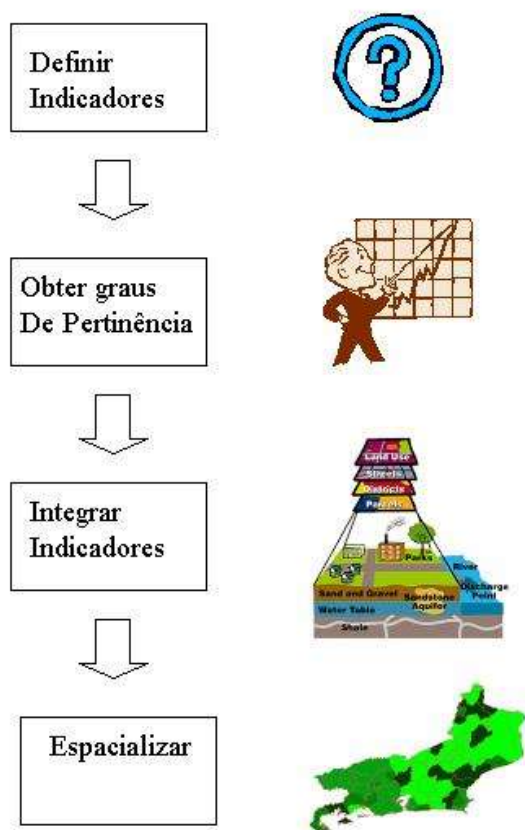 Definir
Indicadores
?
Obter graus
De Pertinência
Integrar
Indicadores
Land Use
Streets
Districts
Parcels
Parks
River
Discharge
Point
Sand and Gravel
Sandstone
Aquifer
Water Table
Shale
Espacializar